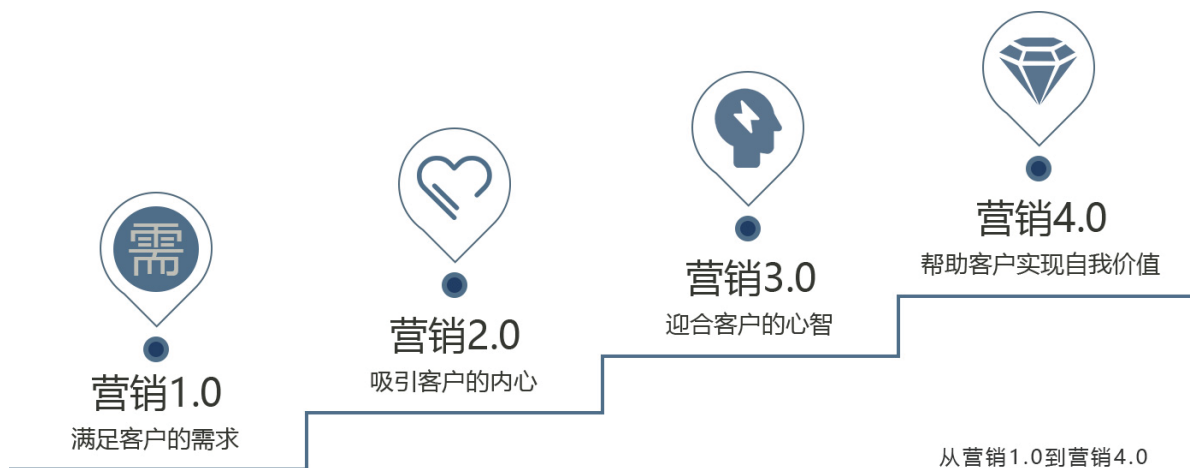 需
营销1.0
满足客户的需求
营销2.0
吸引客户的内心
营销3.0
迎合客户的心智
营销4.0
帮助客户实现自我价值
从营销1.0到营销4.0